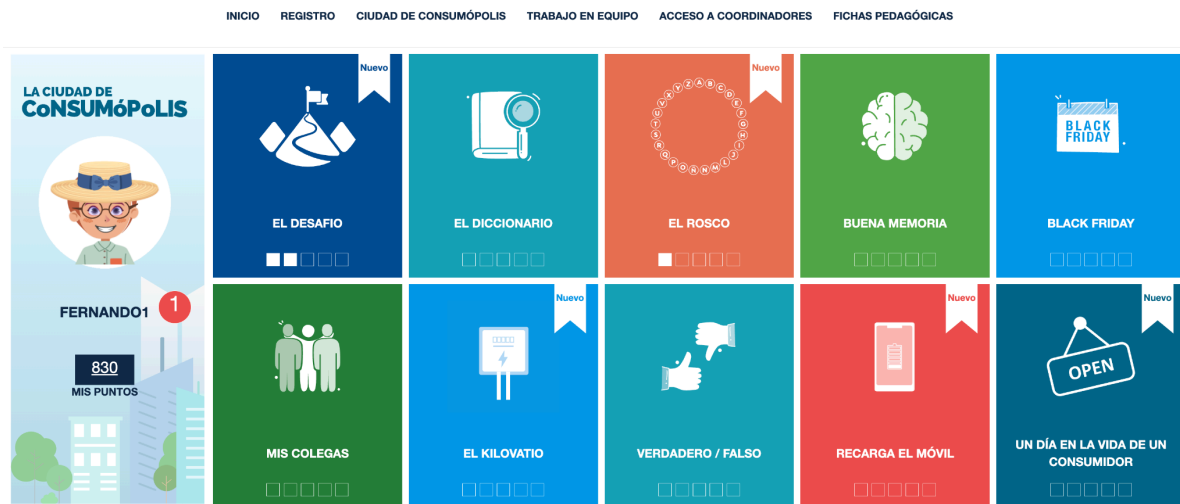 INICIO REGISTRO CIUDAD DE CONSUMÓPOLIS TRABAJO EN EQUIPO ACCESO A COORDINADORES FICHAS PEDAGÓGICAS
LA CIUDAD DE
CoNSUMóPoLIS
FERNANDO1 1
830
MIS PUNTOS
Nuevo
EL DESAFIO
EL DICCIONARIO
Nuevo
A B C D E F G H I J L M N Ñ O P Q R S T U V X Y Z
EL ROSCO
BUENA MEMORIA
BLACK
FRIDAY
BLACK FRIDAY
MIS COLEGAS
Nuevo
EL KILOVATIO
VERDADERO / FALSO
Nuevo
RECARGA EL MÓVIL
Nuevo
OPEN
UN DÍA EN LA VIDA DE UN
CONSUMIDOR